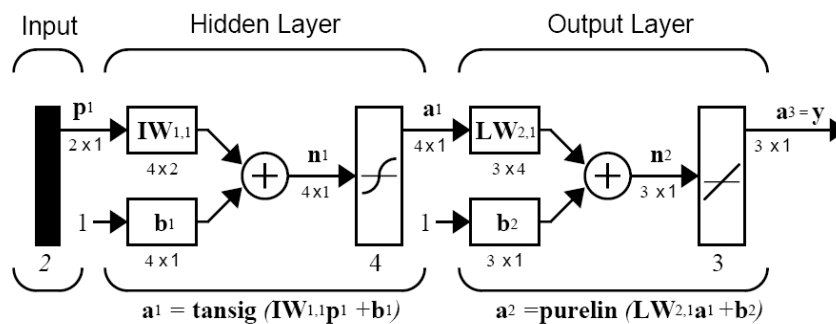 Input Hidden Layer Output Layer
p1 a1 a3 = y
IW1,1 n1 LW2,1 n2
2 x 1 4 x 1 3 x 1
4 x 2 4 x 1 3 x 4 3 x 1
1 b1 1 b2
4 x 1 3 x 1
2 4 3
a1 = tansig (IW1,1p1 +b1) a2 =purelin (LW2,1a1 +b2)